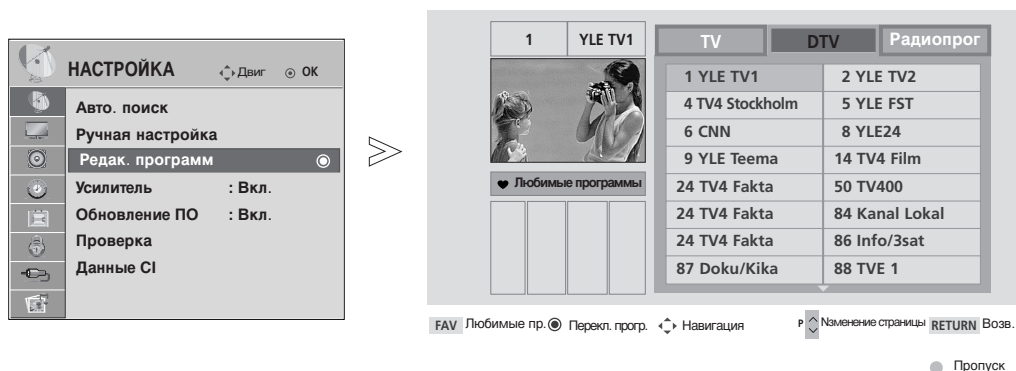 НАСТРОЙКА Двиг OK
Авто. поиск
Ручная настройка
Редак. программ
Усилитель : Вкл.
Обновление ПО : Вкл.
Проверка
Данные CI
1 YLE TV1
Любимые программы
TV DTV Радиопрог
1 YLE TV1 2 YLE TV2
4 TV4 Stockholm 5 YLE FST
6 CNN 8 YLE24
9 YLE Teema 14 TV4 Film
24 TV4 Fakta 50 TV400
24 TV4 Fakta 84 Kanal Lokal
24 TV4 Fakta 86 Info/3sat
87 Doku/Kika 88 TVE 1
FAV Любимые пр. Перекл. прогр. Навигация P Nзменение страницы RETURN Возв.
Пропуск